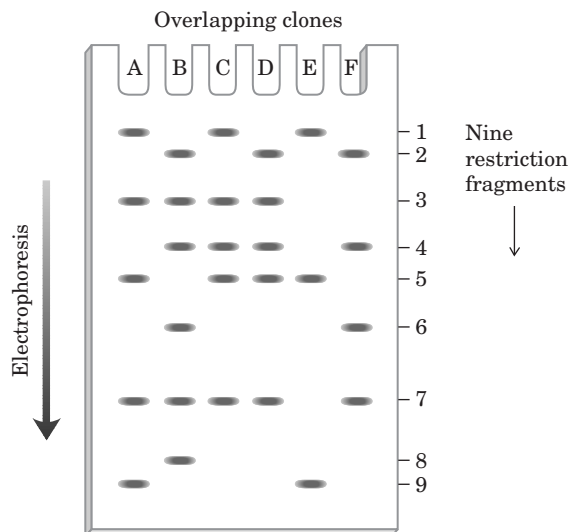 Overlapping clones
A B C D E F
1
2
3
4
5
6
7
8
9
Nine
restriction
fragments
Electrophoresis